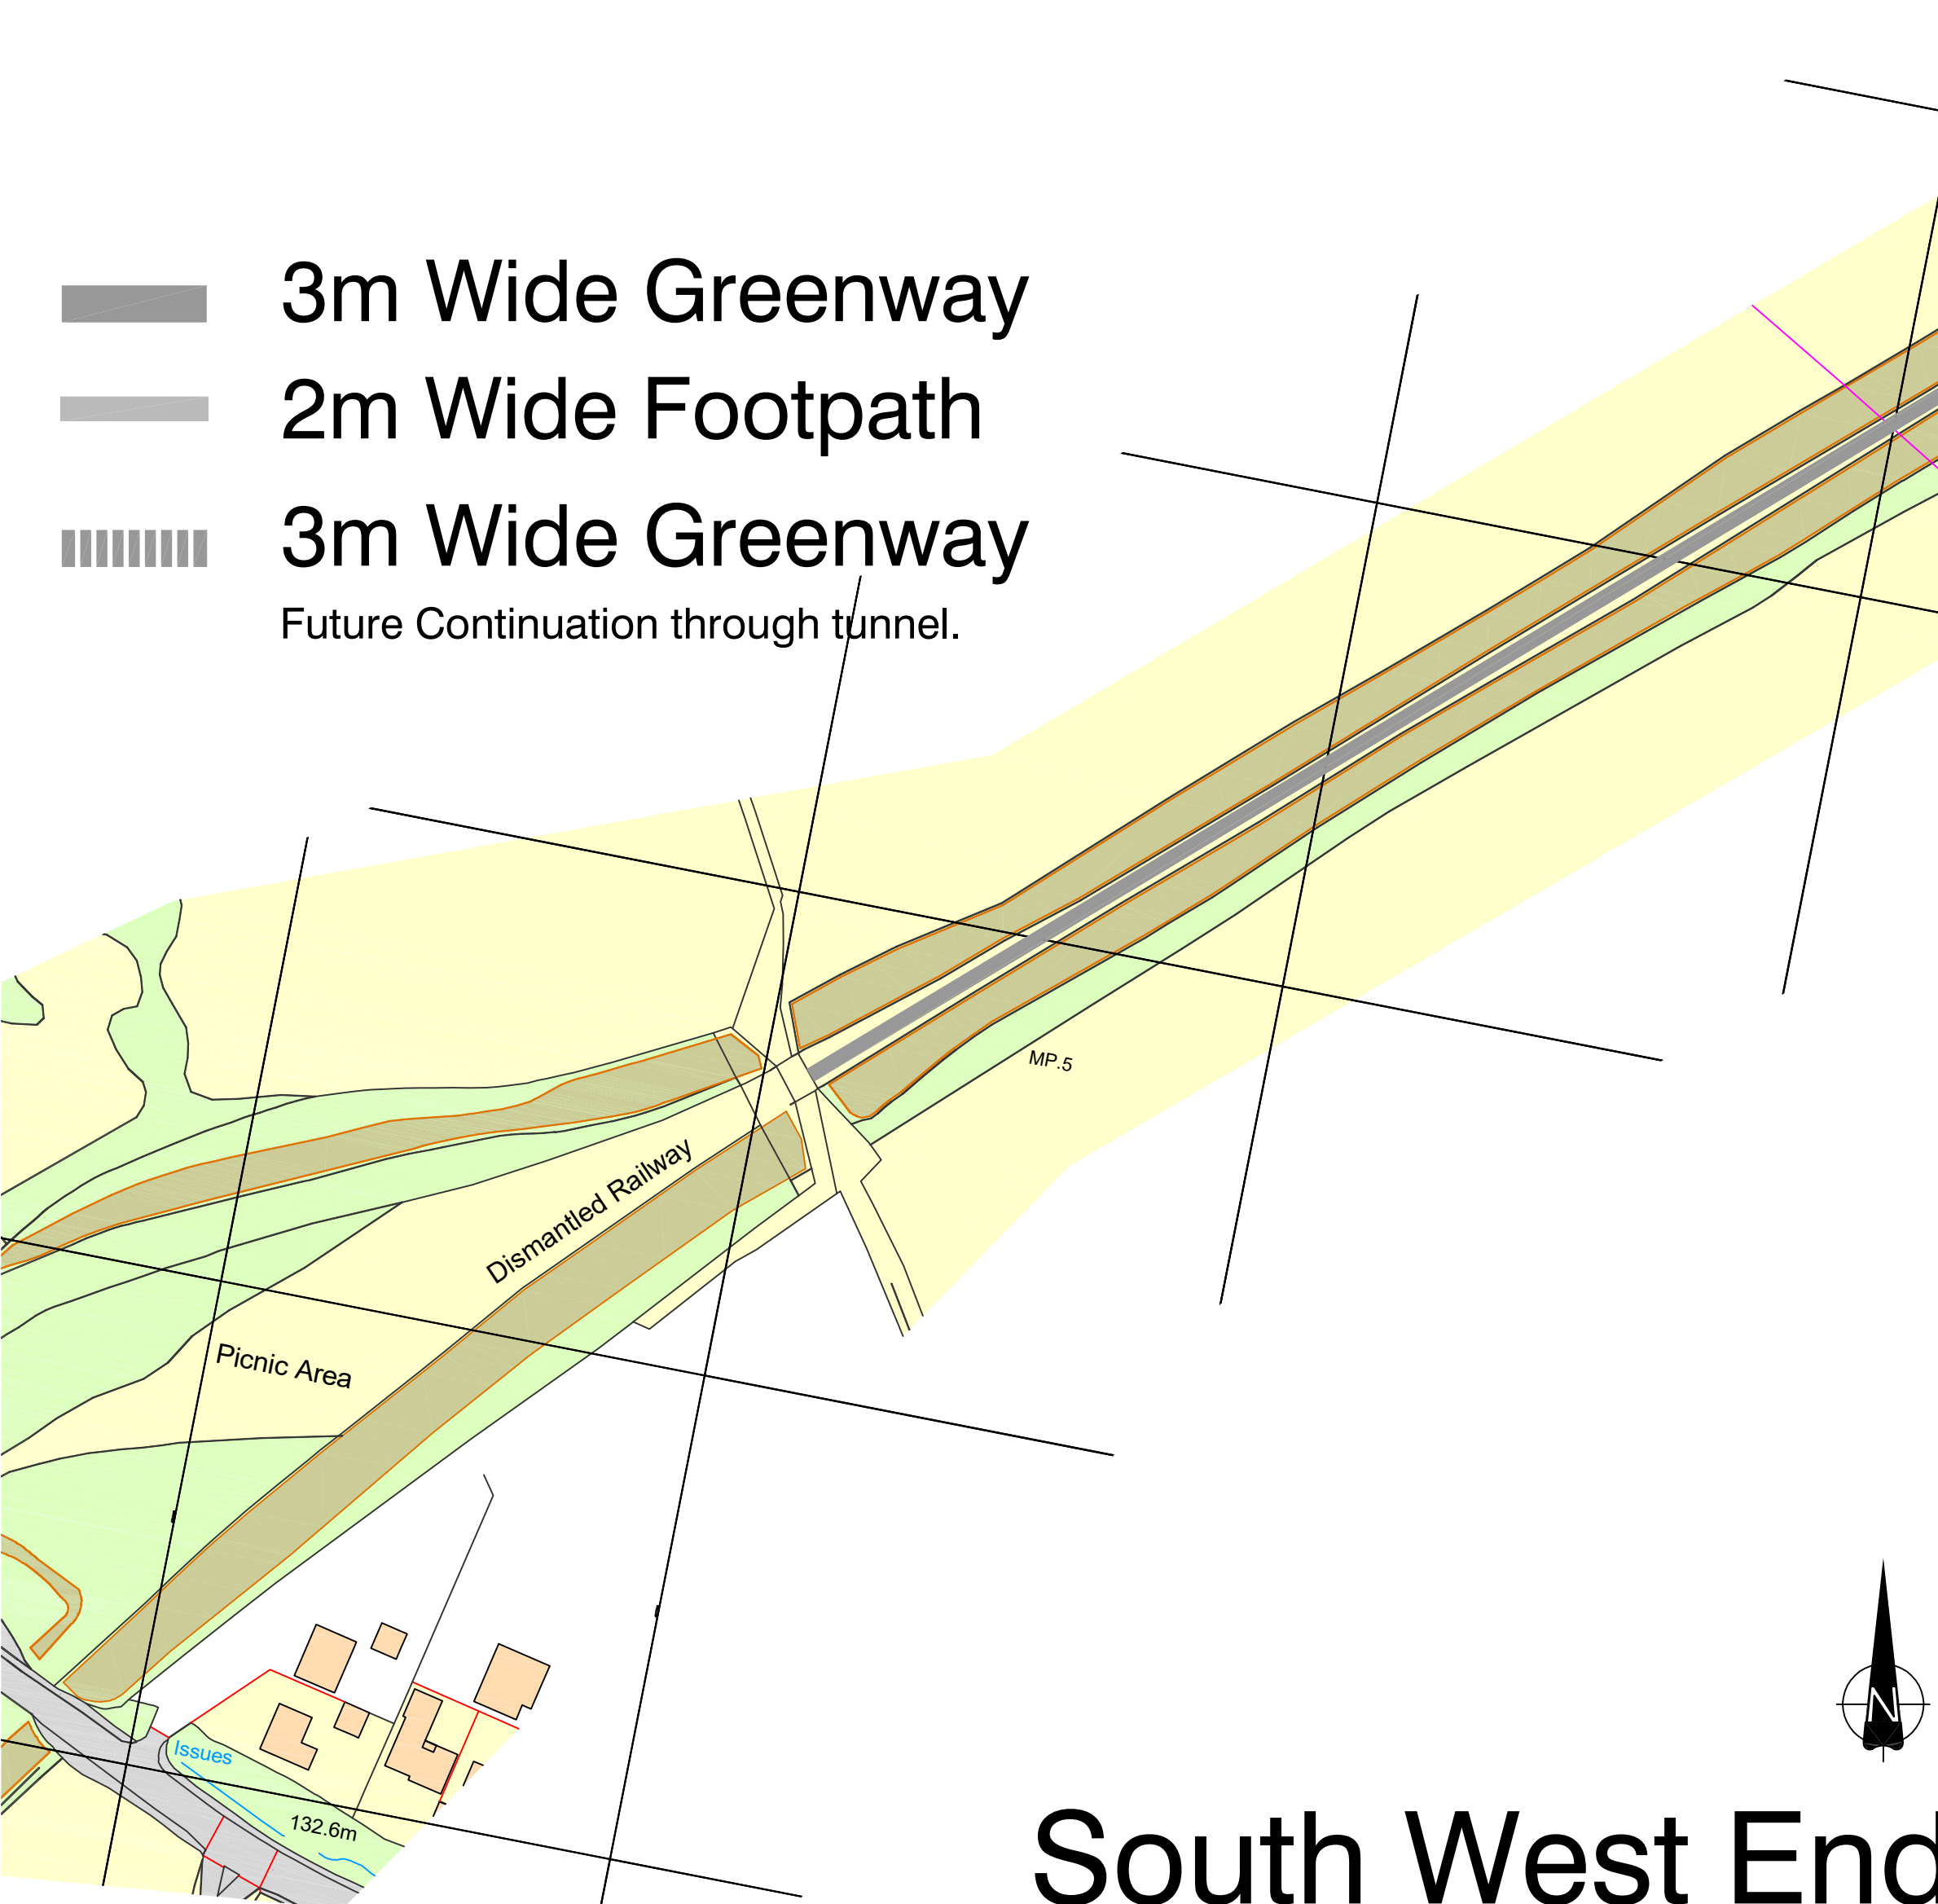 3m Wide Greenway
2m Wide Footpath
3m Wide Greenway
Future Continuation through tunnel.
MP.5
Dismantled Railway
Picnic Area
Issues
132.6m
N
South West End